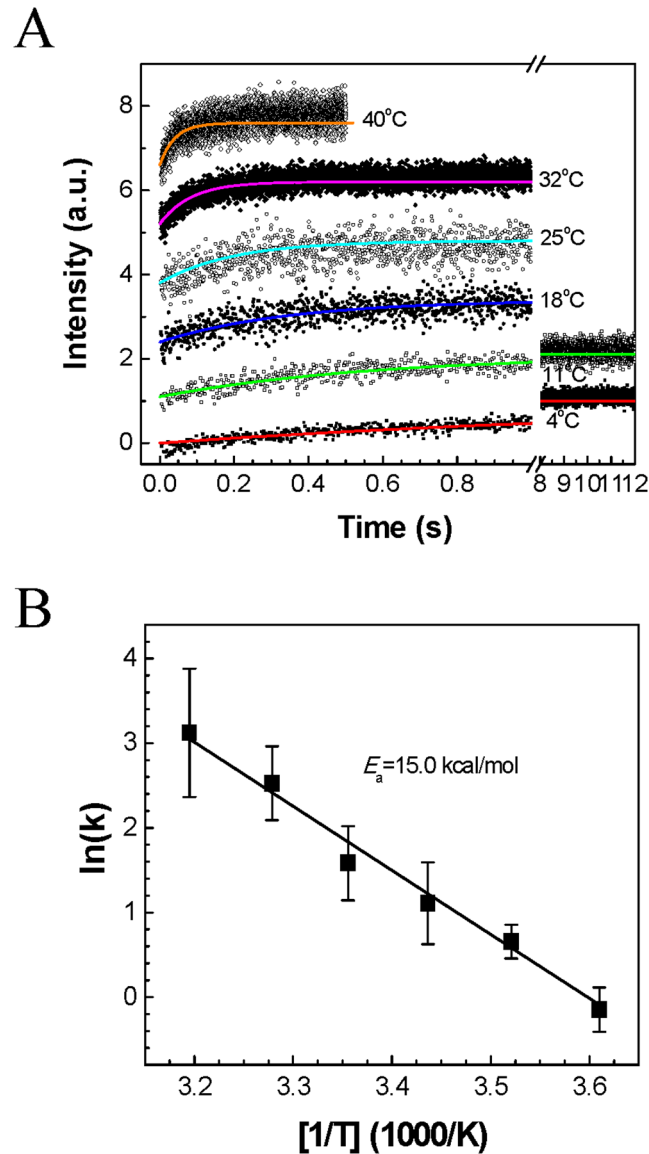 A
8
6
4
2
0
Intensity (a.u.)
40°C
32°C
25°C
18°C
11°C
4°C
0.0 0.2 0.4 0.6 0.8 8 9 10 11 12
Time (s)
B
4
3
2
1
0
ln(k)
Ea=15.0 kcal/mol
3.2 3.3 3.4 3.5 3.6
[1/T] (1000/K)